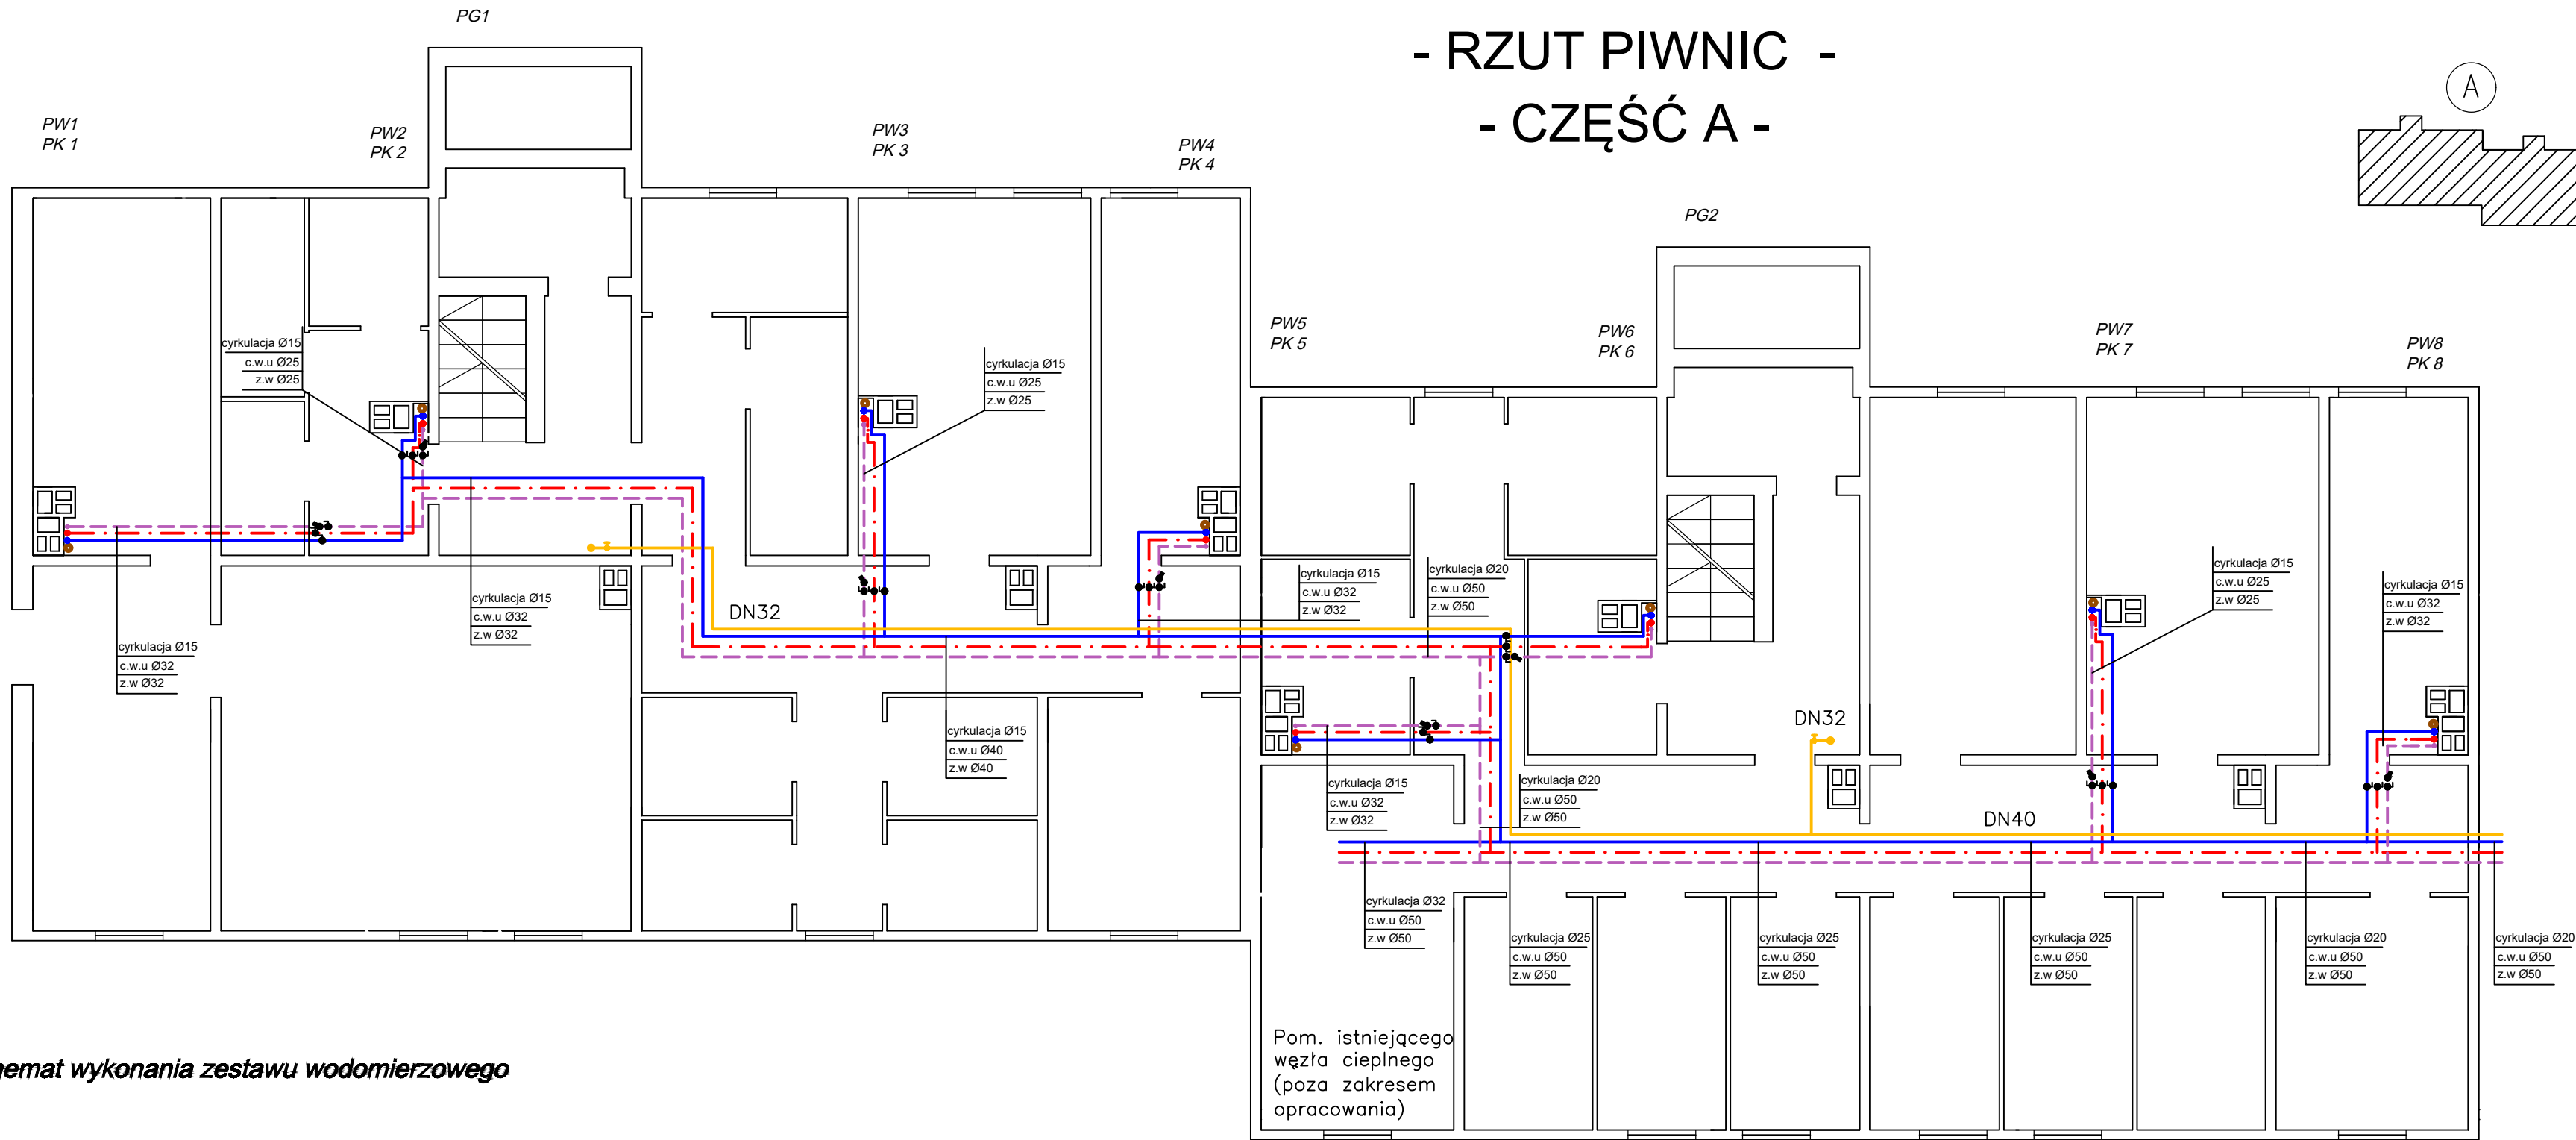 PG1
- RZUT PIWNIC -
- CZĘŚĆ A -
A
PW1
PK 1
PW2
PK 2
PW3
PK 3
PW4
PK 4
PG2
PW5
PK 5
PW6
PK 6
PW7
PK 7
PW8
PK 8
cyrkulacja Ø15
c.w.u Ø25
z.w Ø25
cyrkulacja Ø15
c.w.u Ø25
z.w Ø25
cyrkulacja Ø15
c.w.u Ø32
z.w Ø32
cyrkulacja Ø20
c.w.u Ø50
z.w Ø50
cyrkulacja Ø15
c.w.u Ø25
z.w Ø25
cyrkulacja Ø15
c.w.u Ø32
z.w Ø32
cyrkulacja Ø15
c.w.u Ø32
z.w Ø32
DN32
cyrkulacja Ø15
c.w.u Ø32
z.w Ø32
cyrkulacja Ø15
c.w.u Ø40
z.w Ø40
DN32
cyrkulacja Ø15
c.w.u Ø32
z.w Ø32
cyrkulacja Ø20
c.w.u Ø50
z.w Ø50
DN40
cyrkulacja Ø32
c.w.u Ø50
z.w Ø50
cyrkulacja Ø25
c.w.u Ø50
z.w Ø50
cyrkulacja Ø25
c.w.u Ø50
z.w Ø50
cyrkulacja Ø25
c.w.u Ø50
z.w Ø50
cyrkulacja Ø20
c.w.u Ø50
z.w Ø50
cyrkulacja Ø20
c.w.u Ø50
z.w Ø50
Pom. istniejącego
węzła cieplnego
(poza zakresem
opracowania)
hemat wykonania zestawu wodomierzowego